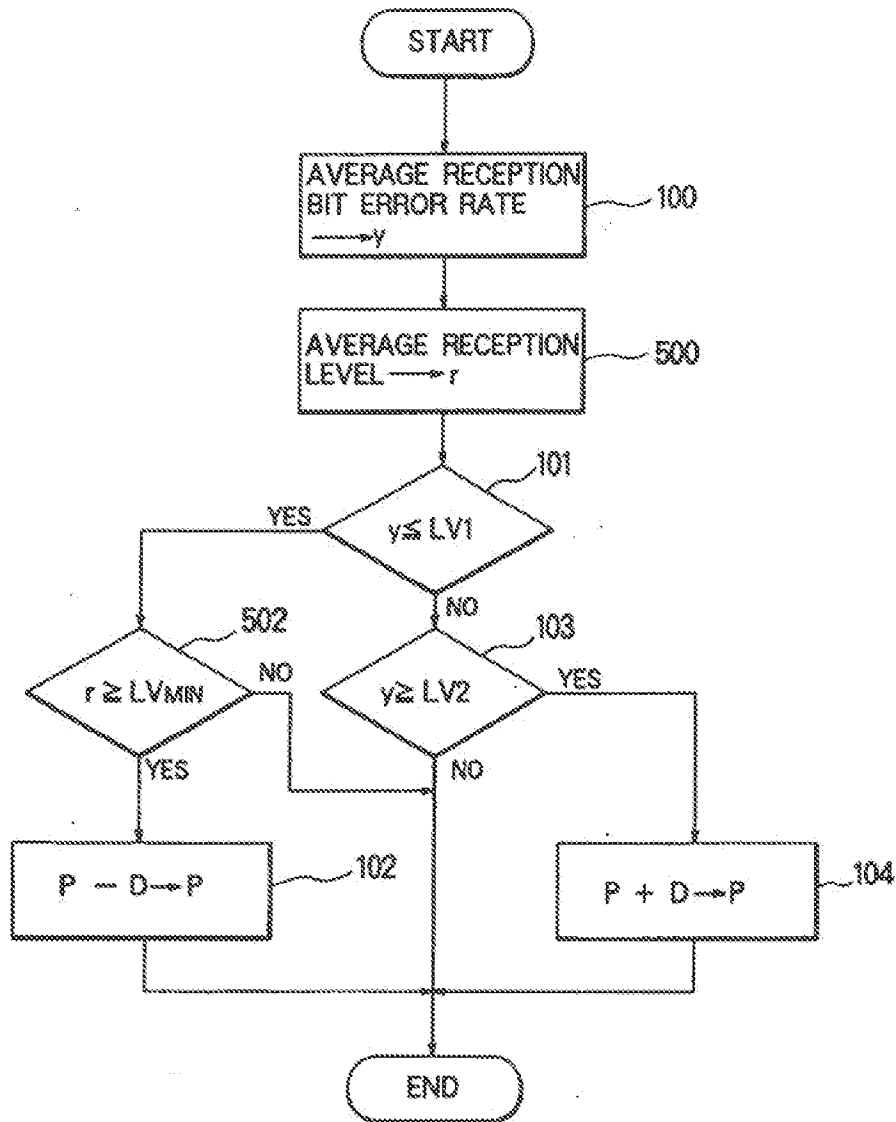 START
AVERAGE RECEPTION
BIT ERROR RATE
→y
100
AVERAGE RECEPTION
LEVEL→r
500
101
YES
y≦LV1
NO
502
103
r≧LVMIN
NO
y≧LV2
YES
YES
NO
P − D→P
102
P + D→P
104
END